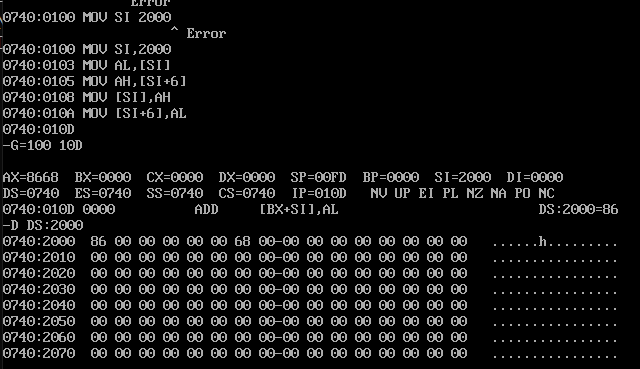 Error
0740:0100 MOV SI 2000
^ Error
0740:0100 MOV SI,2000
0740:0103 MOV AL,[SI]
0740:0105 MOV AH,[SI+6]
0740:0108 MOV [SI],AH
0740:010A MOV [SI+6],AL
0740:010D
-G=100 10D
AX=8668 BX=0000 CX=0000 DX=0000 SP=00FD BP=0000 SI=2000 DI=0000
DS=0740 ES=0740 SS=0740 CS=0740 IP=010D NV UP EI PL NZ NA PO NC
0740:010D 0000 ADD [BX+SI],AL DS:2000=86
-D DS:2000
0740:2000 86 00 00 00 00 00 68 00-00 00 00 00 00 00 00 00 ......h.........
0740:2010 00 00 00 00 00 00 00 00-00 00 00 00 00 00 00 00 ................
0740:2020 00 00 00 00 00 00 00 00-00 00 00 00 00 00 00 00 ................
0740:2030 00 00 00 00 00 00 00 00-00 00 00 00 00 00 00 00 ................
0740:2040 00 00 00 00 00 00 00 00-00 00 00 00 00 00 00 00 ................
0740:2050 00 00 00 00 00 00 00 00-00 00 00 00 00 00 00 00 ................
0740:2060 00 00 00 00 00 00 00 00-00 00 00 00 00 00 00 00 ................
0740:2070 00 00 00 00 00 00 00 00-00 00 00 00 00 00 00 00 ................